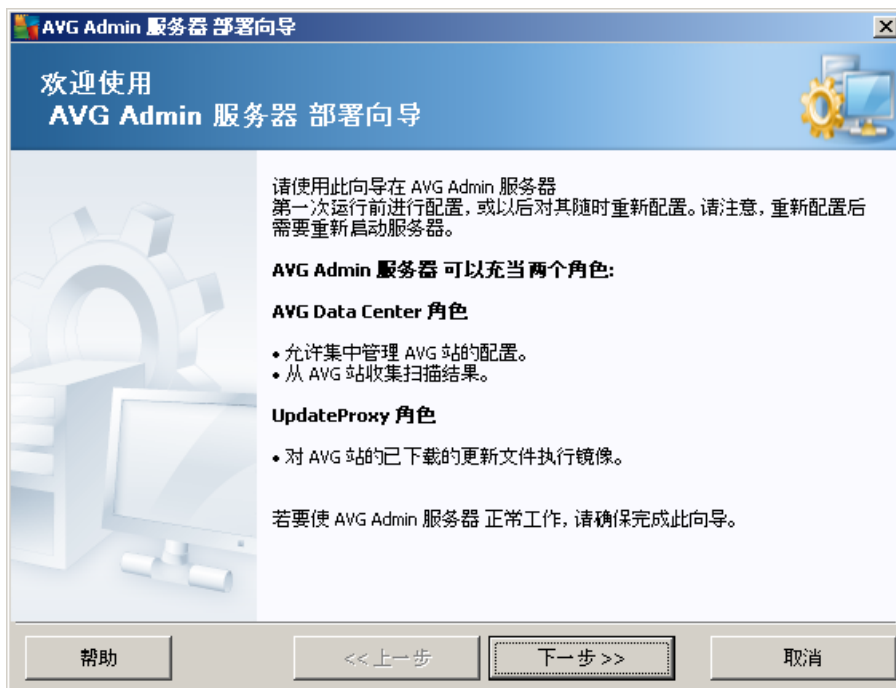 AVG Admin 服务器 部署向导
欢迎使用
AVG Admin 服务器 部署向导
请使用此向导在 AVG Admin 服务器
第一次运行前进行配置, 或以后对其随时重新配置。请注意, 重新配置后
需要重新启动服务器。
AVG Admin 服务器 可以充当两个角色:
AVG Data Center 角色
• 允许集中管理 AVG 站的配置。
• 从 AVG 站收集扫描结果。
UpdateProxy 角色
• 对 AVG 站的已下载的更新文件执行镜像。
若要使 AVG Admin 服务器 正常工作, 请确保完成此向导。
帮助
<< 上一步
下一步 >>
取消